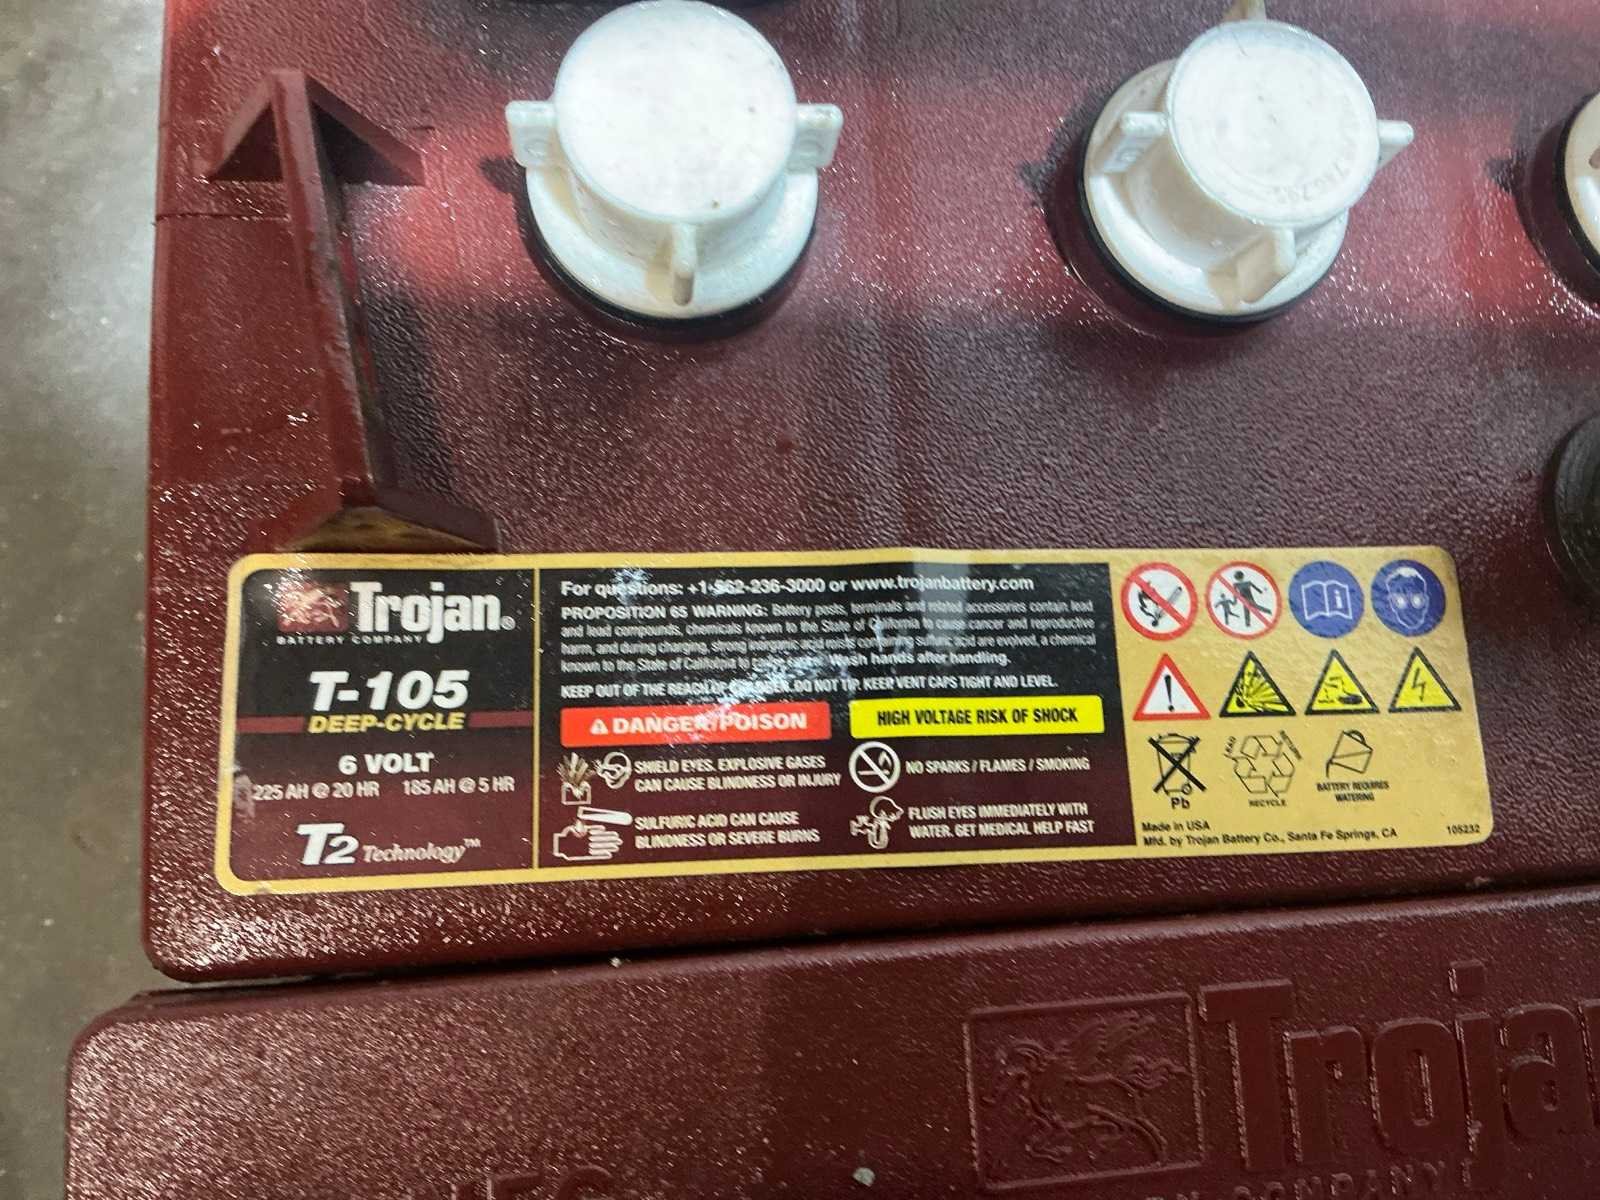 Trojan®
BATTERY COMPANY
T-105
DEEP-CYCLE
6 VOLT
225 AH @ 20 HR 185 AH @ 5 HR
T2 Technology™
For questions: +1-562-236-3000 or www.trojanbattery.com
PROPOSITION 65 WARNING: Battery posts, terminals and related accessories contain lead
and lead compounds, chemicals known to the State of California to cause cancer and reproductive
harm, and during charging, strong inorganic acid mists containing sulfuric acid are evolved, a chemical
known to the State of California to cause cancer. Wash hands after handling.
KEEP OUT OF THE REACH OF CHILDREN. DO NOT TIP. KEEP VENT CAPS TIGHT AND LEVEL.
DANGER/POISON
HIGH VOLTAGE RISK OF SHOCK
SHIELD EYES. EXPLOSIVE GASES
CAN CAUSE BLINDNESS OR INJURY
NO SPARKS / FLAMES / SMOKING
SULFURIC ACID CAN CAUSE
BLINDNESS OR SEVERE BURNS
FLUSH EYES IMMEDIATELY WITH
WATER. GET MEDICAL HELP FAST
Pb
LEAD
RECYCLE
BATTERY REQUIRES
WATERING
Made in USA
Mfd. by Trojan Battery Co., Santa Fe Springs, CA
105232
Troja
COMPANY